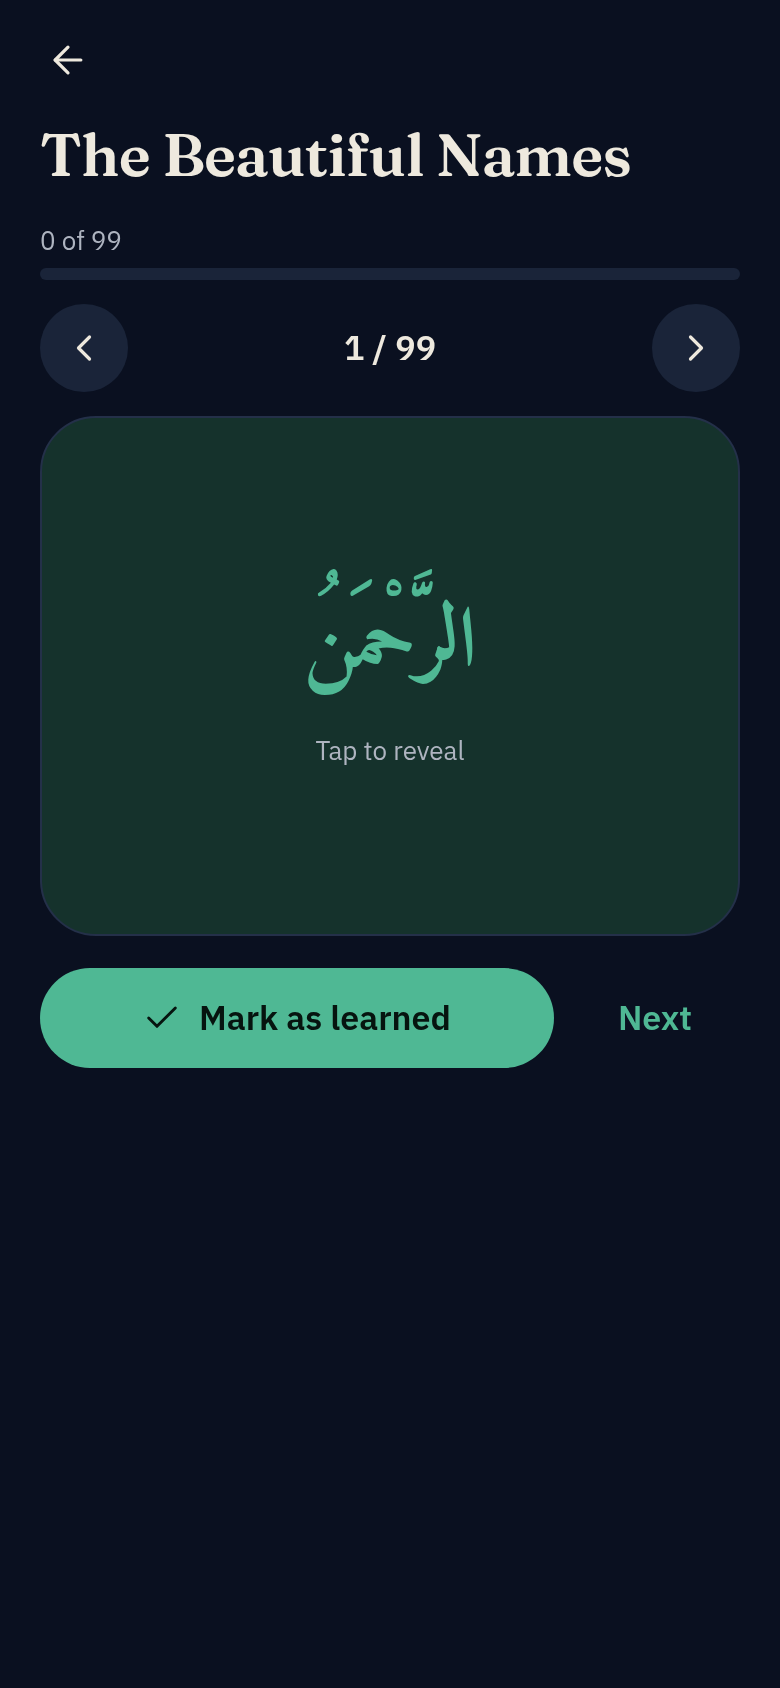 The Beautiful Names
0 of 99
1 / 99
الرَّحْمَنُ
Tap to reveal
Mark as learned
Next